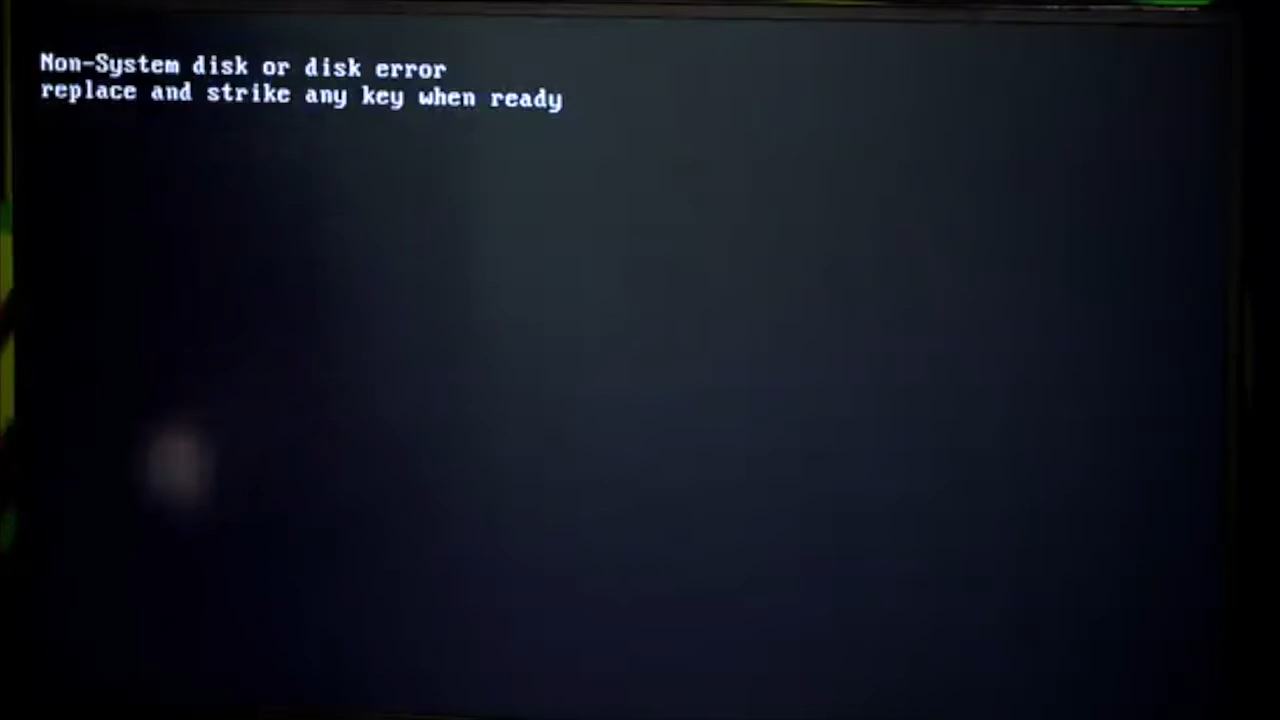 Non-System disk or disk error
replace and strike any key when ready